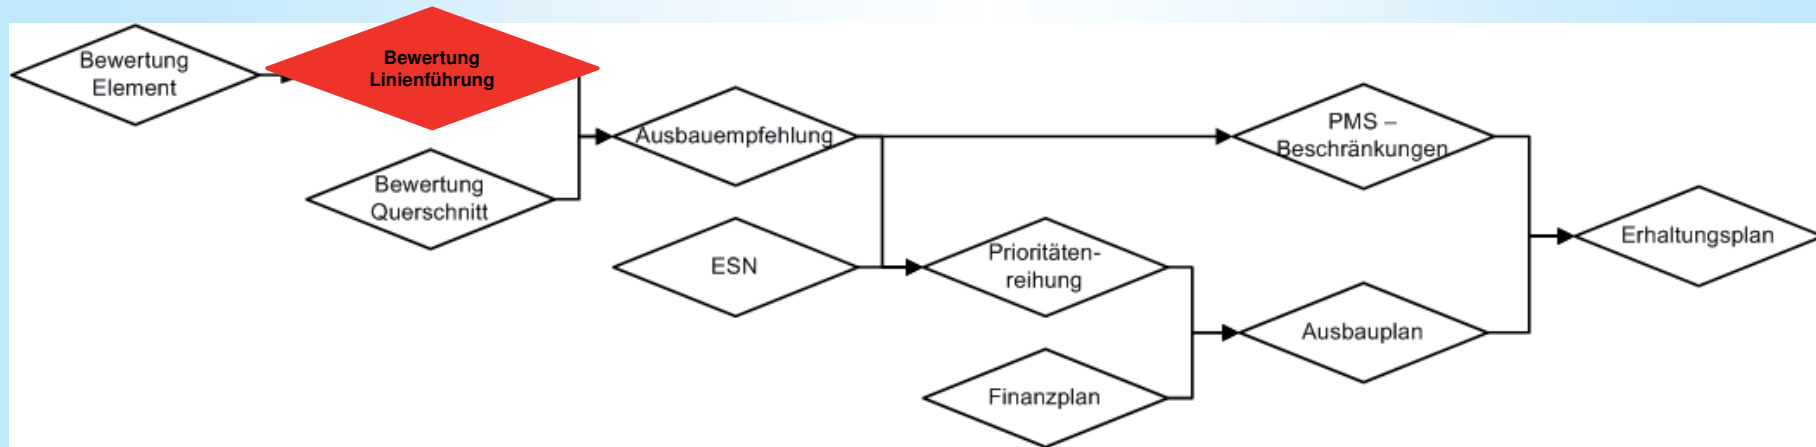 Bewertung
Element
Bewertung
Linienführung
Bewertung
Querschnitt
Ausbauempfehlung
ESN
Prioritäten-
reihung
Finanzplan
PMS –
Beschränkungen
Ausbauplan
Erhaltungsplan